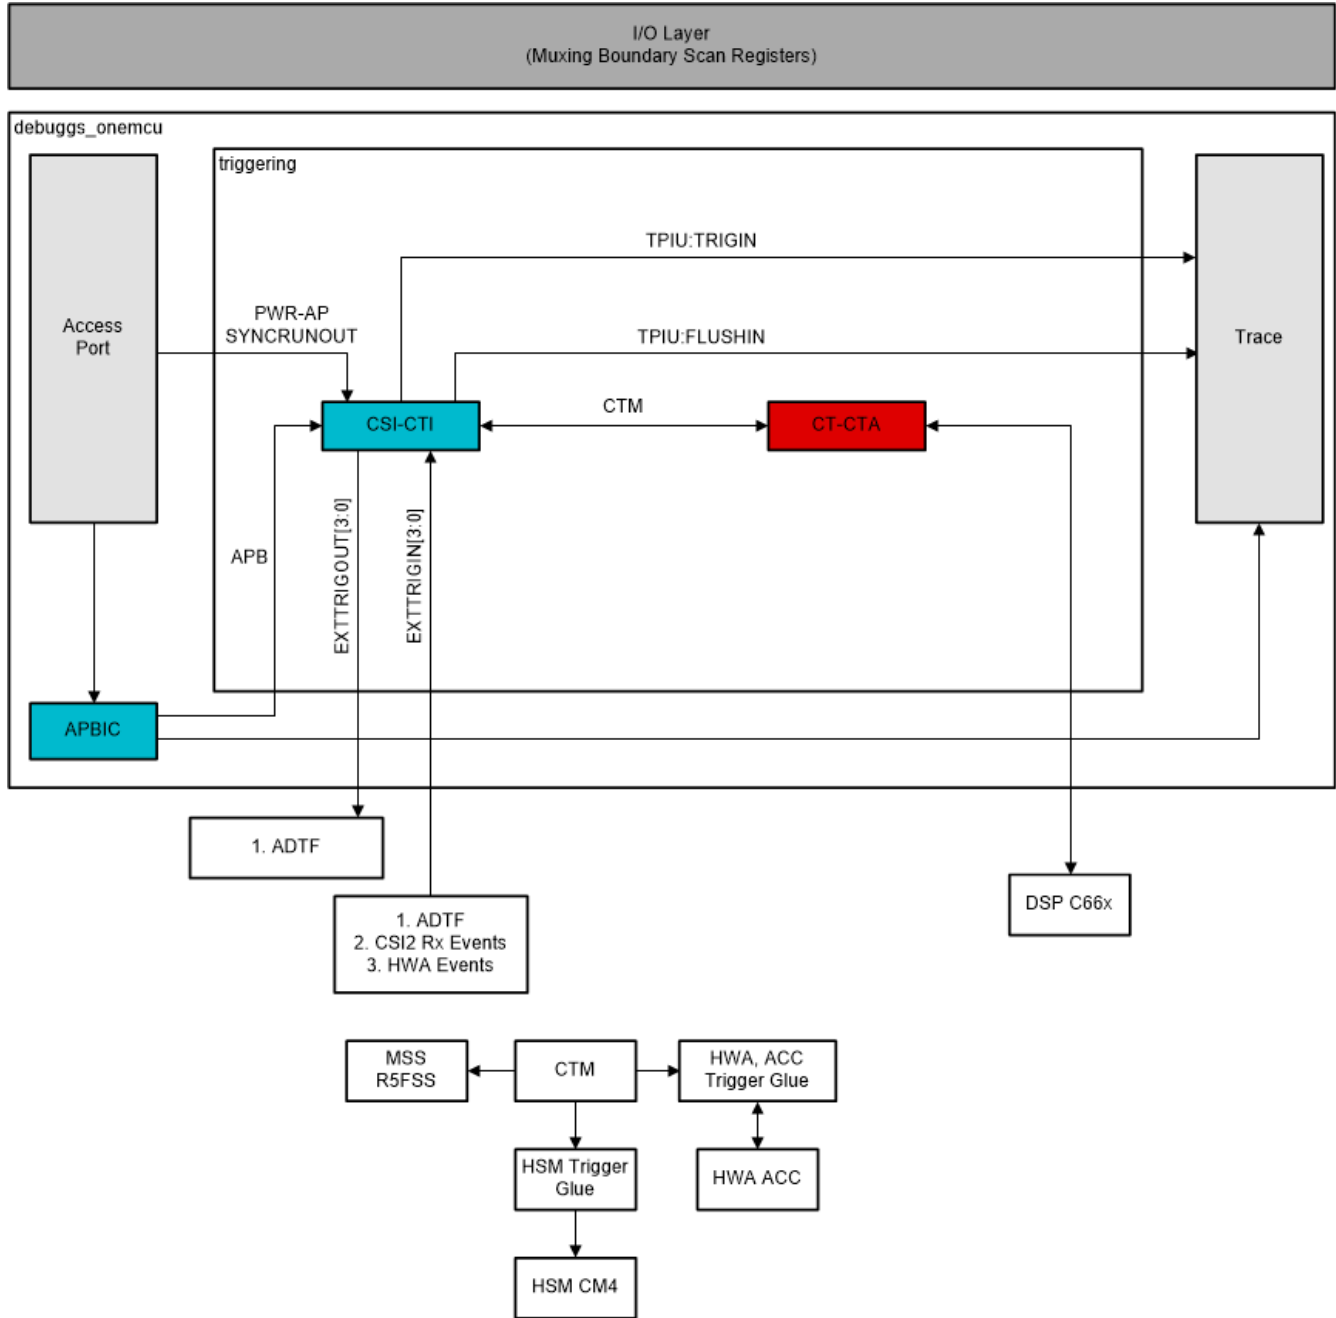 I/O Layer
(Muxing Boundary Scan Registers)
debuggs_onemcu
triggering
TPIU:TRIGIN
PWR-AP
SYNCRUNOUT
Access
Port
TPIU:FLUSHIN
Trace
CTM
CSI-CTI
CT-CTA
EXTTRIGOUT[3:0]
EXTTRIGIN[3:0]
APB
APBIC
1. ADTF
1. ADTF
2. CSI2 Rx Events
3. HWA Events
DSP C66x
MSS
R5FSS
CTM
HWA, ACC
Trigger Glue
HSM Trigger
Glue
HWA ACC
HSM CM4